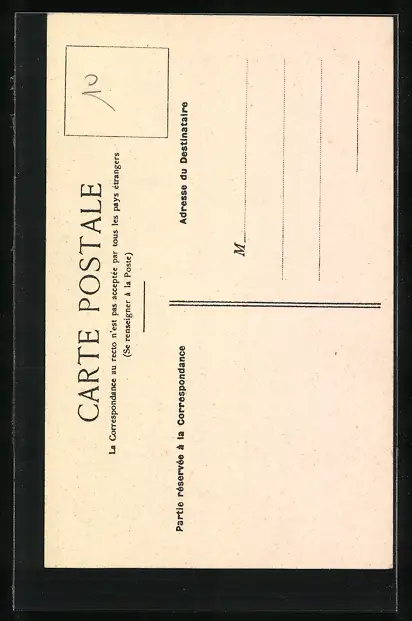 10
CARTE POSTALE
La Correspondance au recto n'est pas acceptée par tous les pays étrangers
(Se renseigner à la Poste)
Partie réservée à la Correspondance
Adresse du Destinataire
M